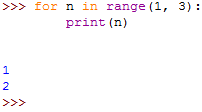 >>> for n in range(1, 3):
        print(n)
1
2
>>>